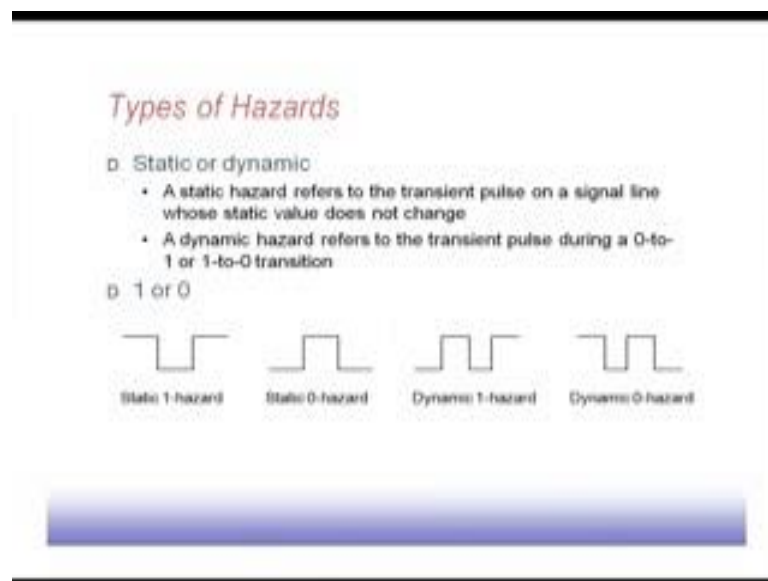 Types of Hazards
Static or dynamic
• A static hazard refers to the transient pulse on a signal line
whose static value does not change
• A dynamic hazard refers to the transient pulse during a 0-to-
1 or 1-to-0 transition
1 or 0
Static 1-hazard Static 0-hazard Dynamic 1-hazard Dynamic 0-hazard